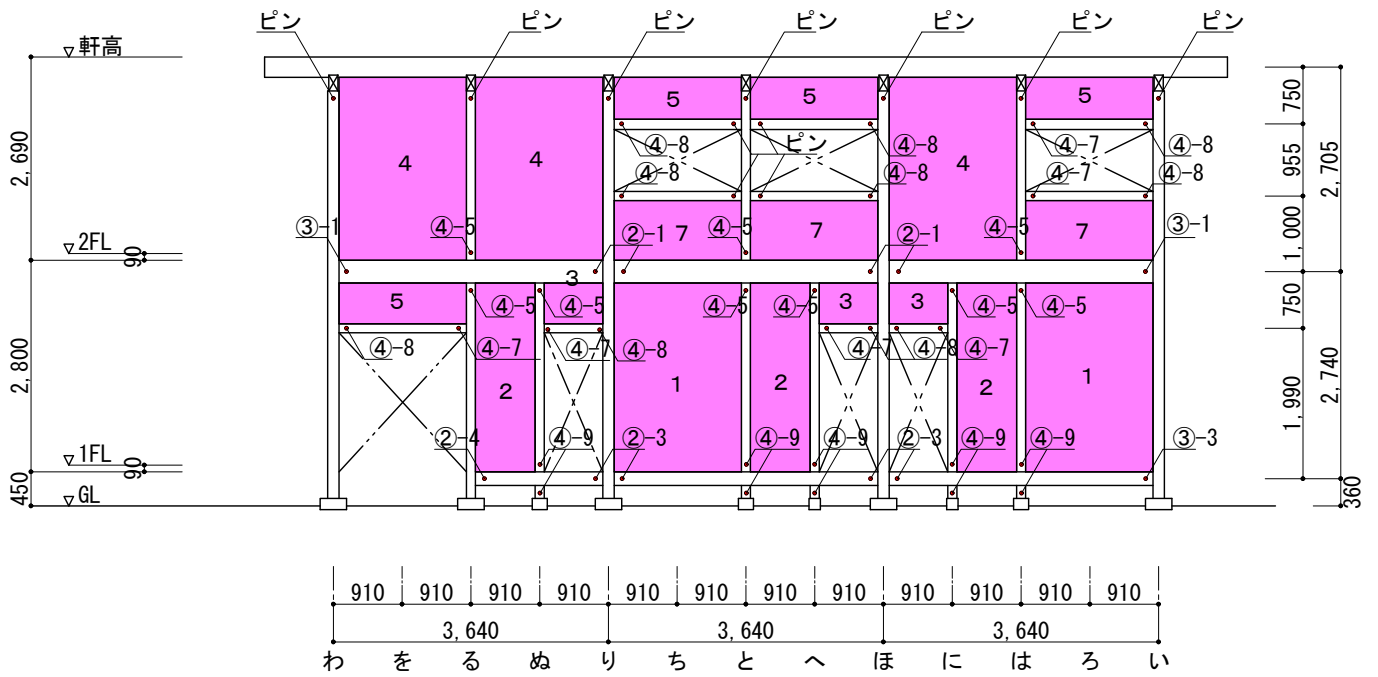 ピン ピン ピン ピン ピン ピン ピン
▽軒高
5 5 5
4 4 4
④-8 ピン ④-8 ④-7 ④-8
④-8 ④-8 ④-7 ④-8
③-1 ④-5 ②-1 7 ④-5 7 ②-1 ④-5 7 ③-1
▽2FL 90
5 3 3 3
④-5 ④-5 ④-5 ④-5 ④-5 ④-5
④-8 ④-7 ④-7 ④-8 ④-7 ④-8 ④-7
2 1 2 2 1
②-4 ④-9 ②-3 ④-9 ④-9 ②-3 ④-9 ④-9 ③-3
▽1FL 90
▽GL
2,690
2,800
450
750
955
1,000
750
1,990
2,705
2,740
360
910 910 910 910 910 910 910 910 910 910 910 910
3,640 3,640 3,640
わ を る ぬ り ち と へ ほ に は ろ い